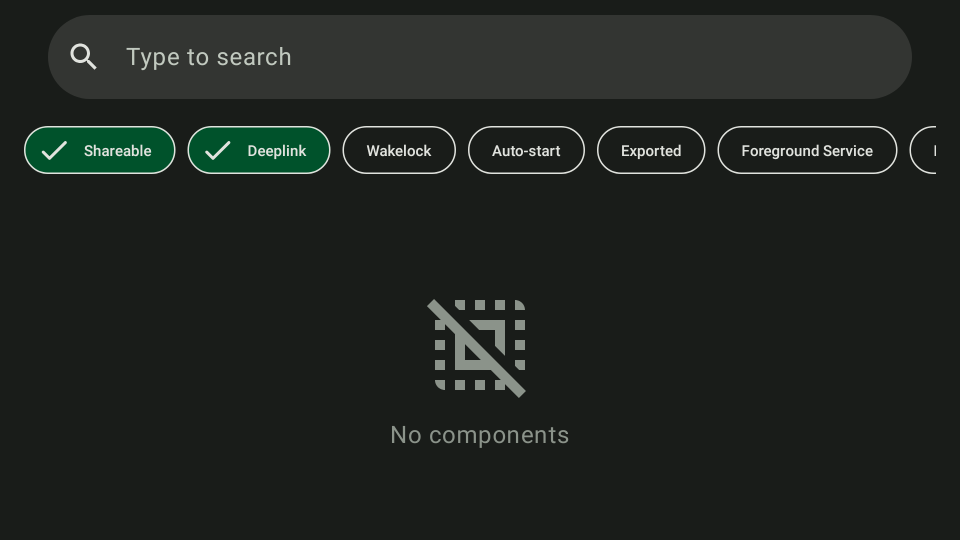 Type to search
Shareable Deeplink Wakelock Auto-start Exported Foreground Service
No components